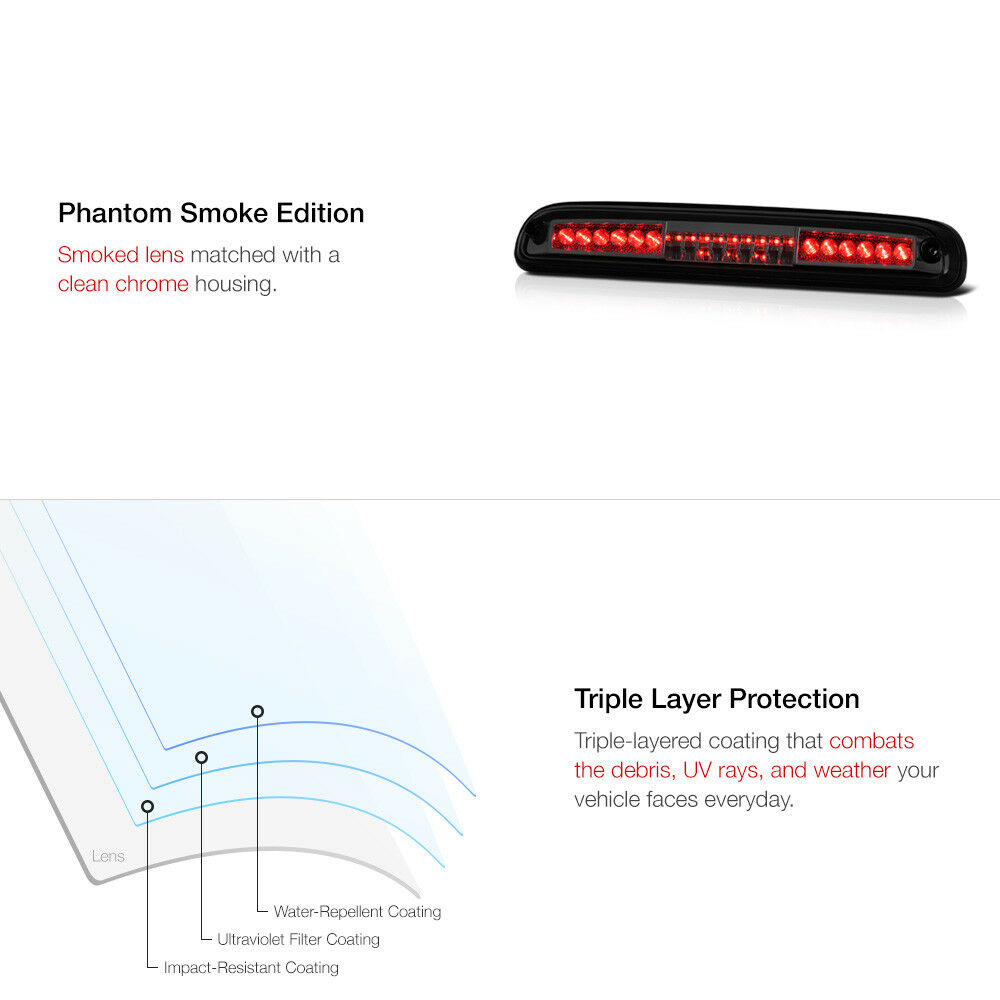 Phantom Smoke Edition
Smoked lens matched with a
clean chrome housing.
Triple Layer Protection
Triple-layered coating that combats
the debris, UV rays, and weather your
vehicle faces everyday.
Lens
Water-Repellent Coating
Ultraviolet Filter Coating
Impact-Resistant Coating